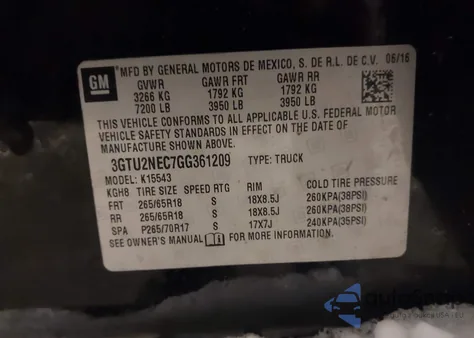 GM
MFD BY GENERAL MOTORS DE MEXICO, S. DE R.L. DE C.V. 06/16
GVWR GAWR FRT GAWR RR
3266 KG 1792 KG 1792 KG
7200 LB 3950 LB 3950 LB
THIS VEHICLE CONFORMS TO ALL APPLICABLE U.S. FEDERAL MOTOR
VEHICLE SAFETY STANDARDS IN EFFECT ON THE DATE OF
MANUFACTURE SHOWN ABOVE.
3GTU2NEC7GG361209 TYPE: TRUCK
MODEL: K15543
KGH8 TIRE SIZE SPEED RTG RIM COLD TIRE PRESSURE
FRT 265/65R18 S 18X8.5J 260KPA(38PSI)
RR 265/65R18 S 18X8.5J 260KPA(38PSI)
SPA P265/70R17 S 17X7J 240KPA(35PSI)
SEE OWNER'S MANUAL FOR MORE INFORMATION.